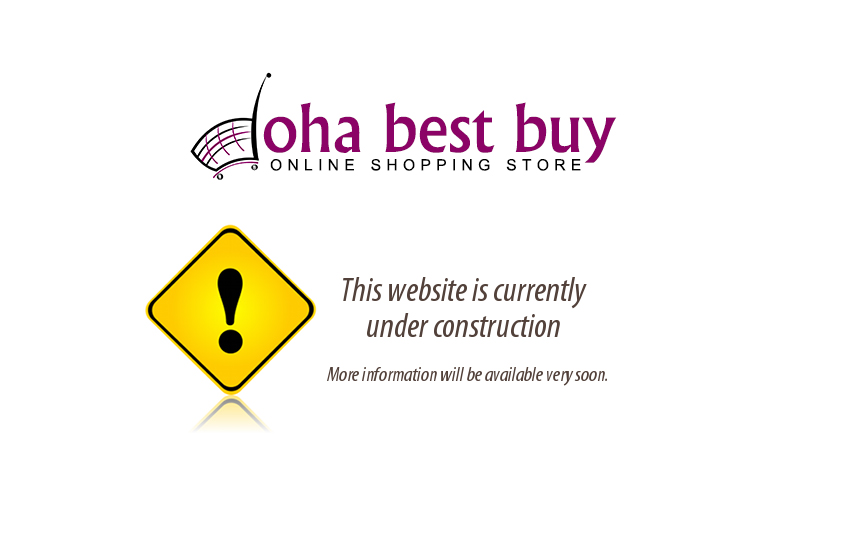 doha best buy
ONLINE SHOPPING STORE
This website is currently
under construction
More information will be available very soon.